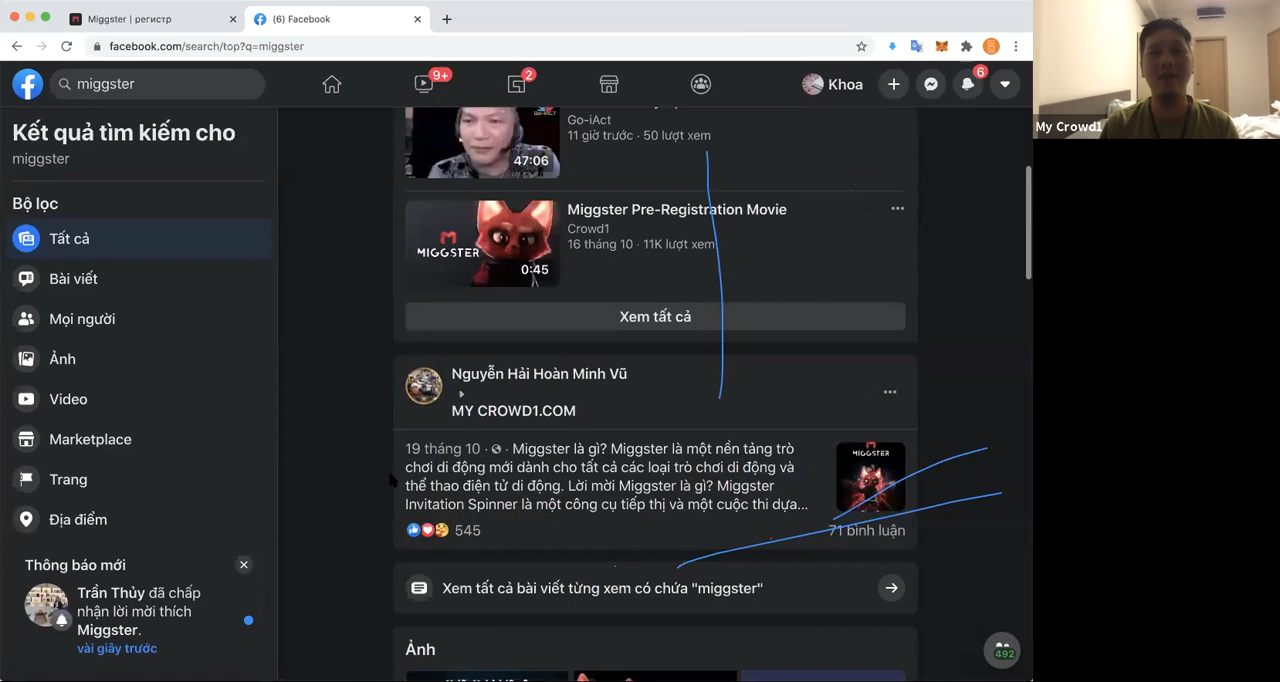 Miggster | регистр
(6) Facebook
facebook.com/search/top?q=miggster
miggster
9+
2
Khoa
6
My Crowd1
Kết quả tìm kiếm cho
miggster
Bộ lọc
Tất cả
Bài viết
Mọi người
Ảnh
Video
Marketplace
Trang
Địa điểm
Thông báo mới
Trần Thủy đã chấp
nhận lời mời thích
Miggster.
vài giây trước
Go-iAct
11 giờ trước · 50 lượt xem
47:06
Miggster Pre-Registration Movie
Crowd1
16 tháng 10 · 11K lượt xem
MIGGSTER
0:45
Xem tất cả
Nguyễn Hải Hoàn Minh Vũ
MY CROWD1.COM
19 tháng 10 · Miggster là gì? Miggster là một nền tảng trò
chơi di động mới dành cho tất cả các loại trò chơi di động và
thể thao điện tử di động. Lời mời Miggster là gì? Miggster
Invitation Spinner là một công cụ tiếp thị và một cuộc thi dựa...
MIGGSTER
545
71 bình luận
Xem tất cả bài viết từng xem có chứa "miggster"
Ảnh
492